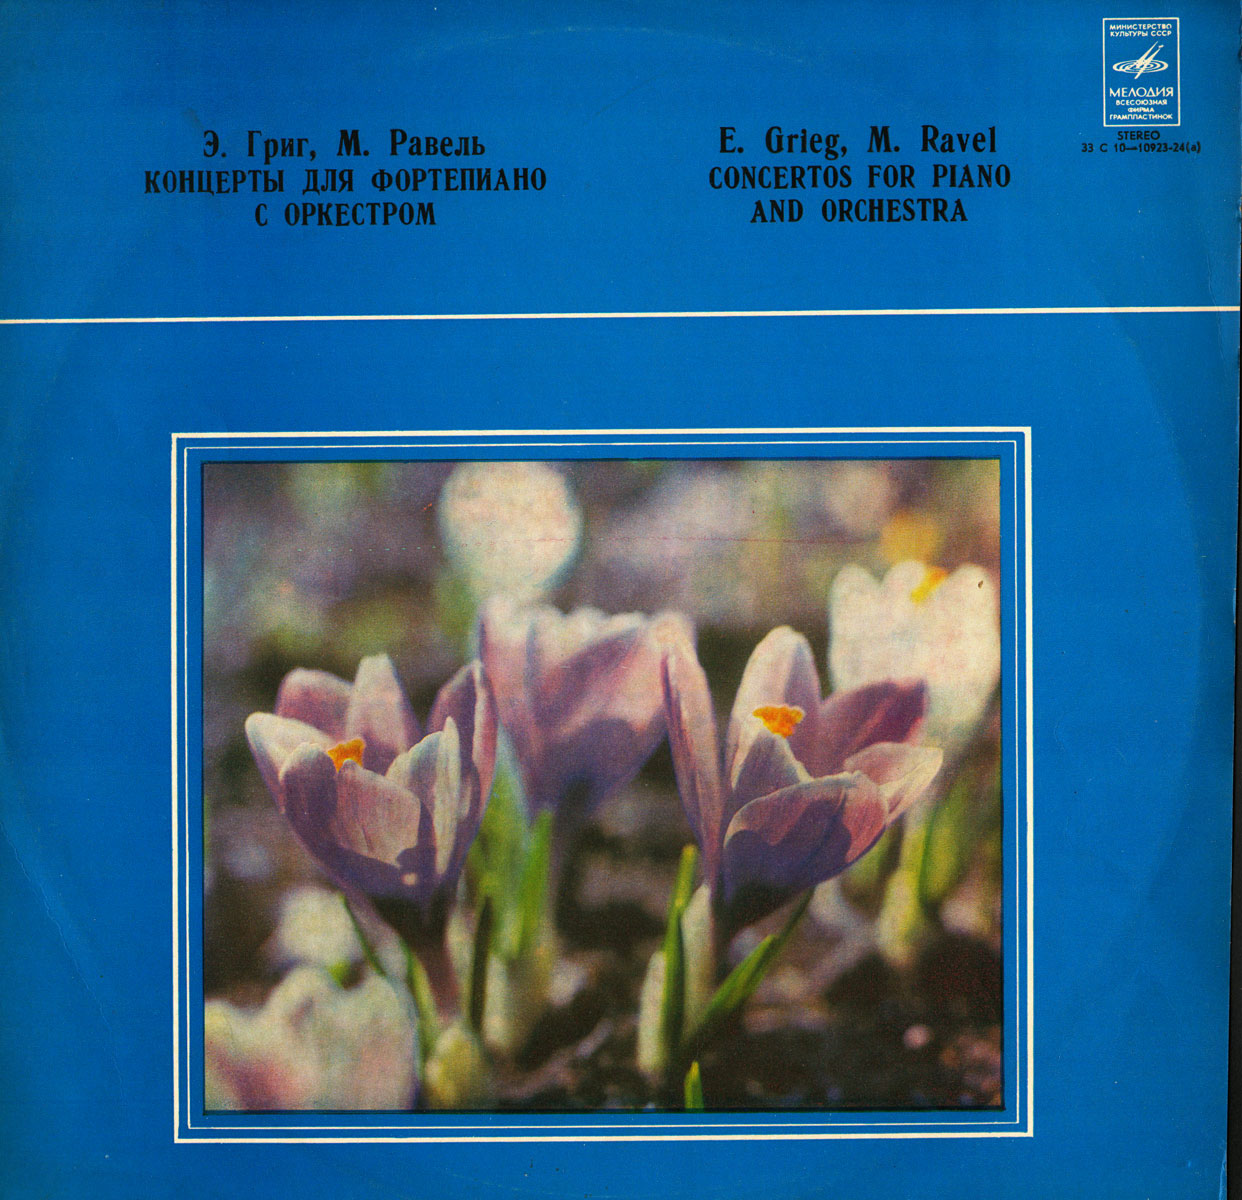 МИНИСТЕРСТВО
КУЛЬТУРЫ СССР
МЕЛОДИЯ
ВСЕСОЮЗНАЯ
ФИРМА
ГРАМПЛАСТИНОК
STEREO
33 С 10—10923-24(а)
Э. Григ, М. Равель
КОНЦЕРТЫ ДЛЯ ФОРТЕПИАНО
С ОРКЕСТРОМ
E. Grieg, M. Ravel
CONCERTOS FOR PIANO
AND ORCHESTRA